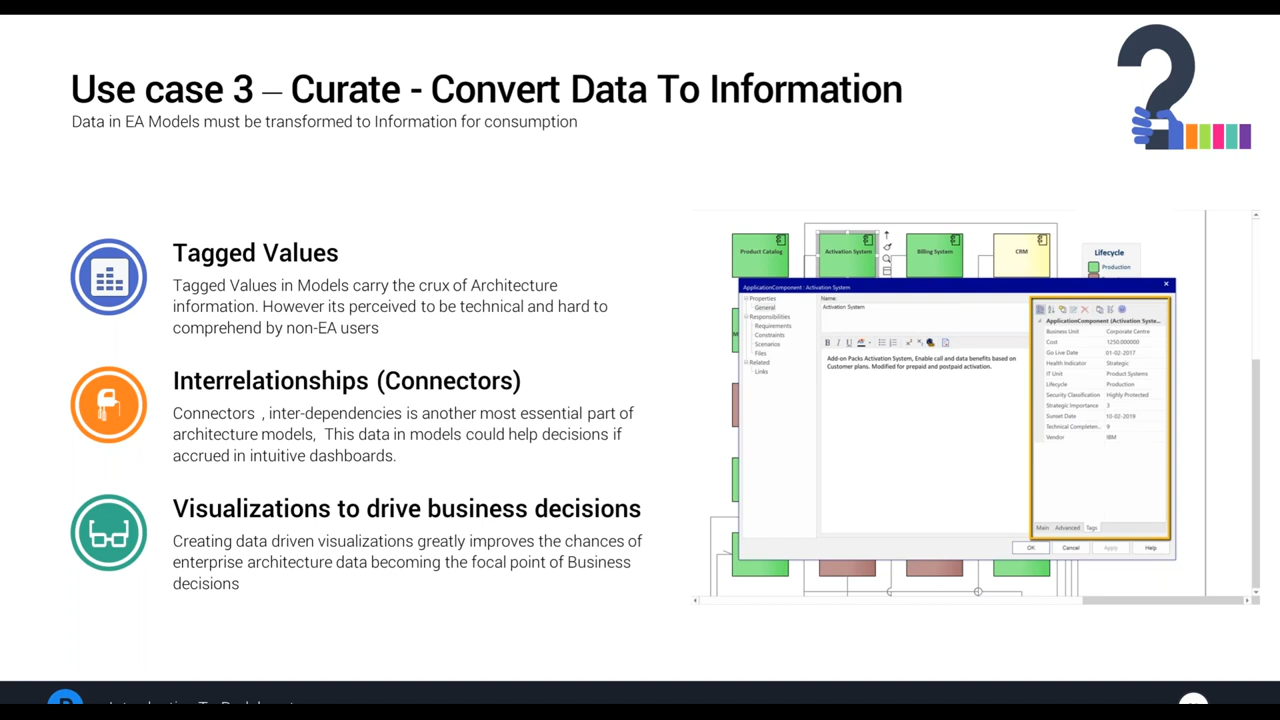 Use case 3 – Curate - Convert Data To Information
Data in EA Models must be transformed to Information for consumption
Tagged Values
Tagged Values in Models carry the crux of Architecture
information. However its perceived to be technical and hard to
comprehend by non-EA users
Interrelationships (Connectors)
Connectors , inter-dependencies is another most essential part of
architecture models, This data in models could help decisions if
accrued in intuitive dashboards.
Visualizations to drive business decisions
Creating data driven visualizations greatly improves the chances of
enterprise architecture data becoming the focal point of Business
decisions
Product Catalog
Activation System
Billing System
CRM
Lifecycle
Production
ApplicationComponent : Activation System
Properties
General
Responsibilities
Requirements
Constraints
Scenarios
Files
Related
Links
Name:
Activation System
B I U
Add-on Packs Activation System, Enable call and data benefits based on
Customer plans. Modified for prepaid and postpaid activation.
ApplicationComponent (Activation Syste...
Business Unit Corporate Centre
Cost 1250.000000
Go Live Date 01-02-2017
Health Indicator Strategic
IT Unit Product Systems
Lifecycle Production
Security Classification Highly Protected
Strategic Importance 3
Sunset Date 10-02-2019
Technical Completen... 9
Vendor IBM
Main Advanced Tags
OK Cancel Apply Help